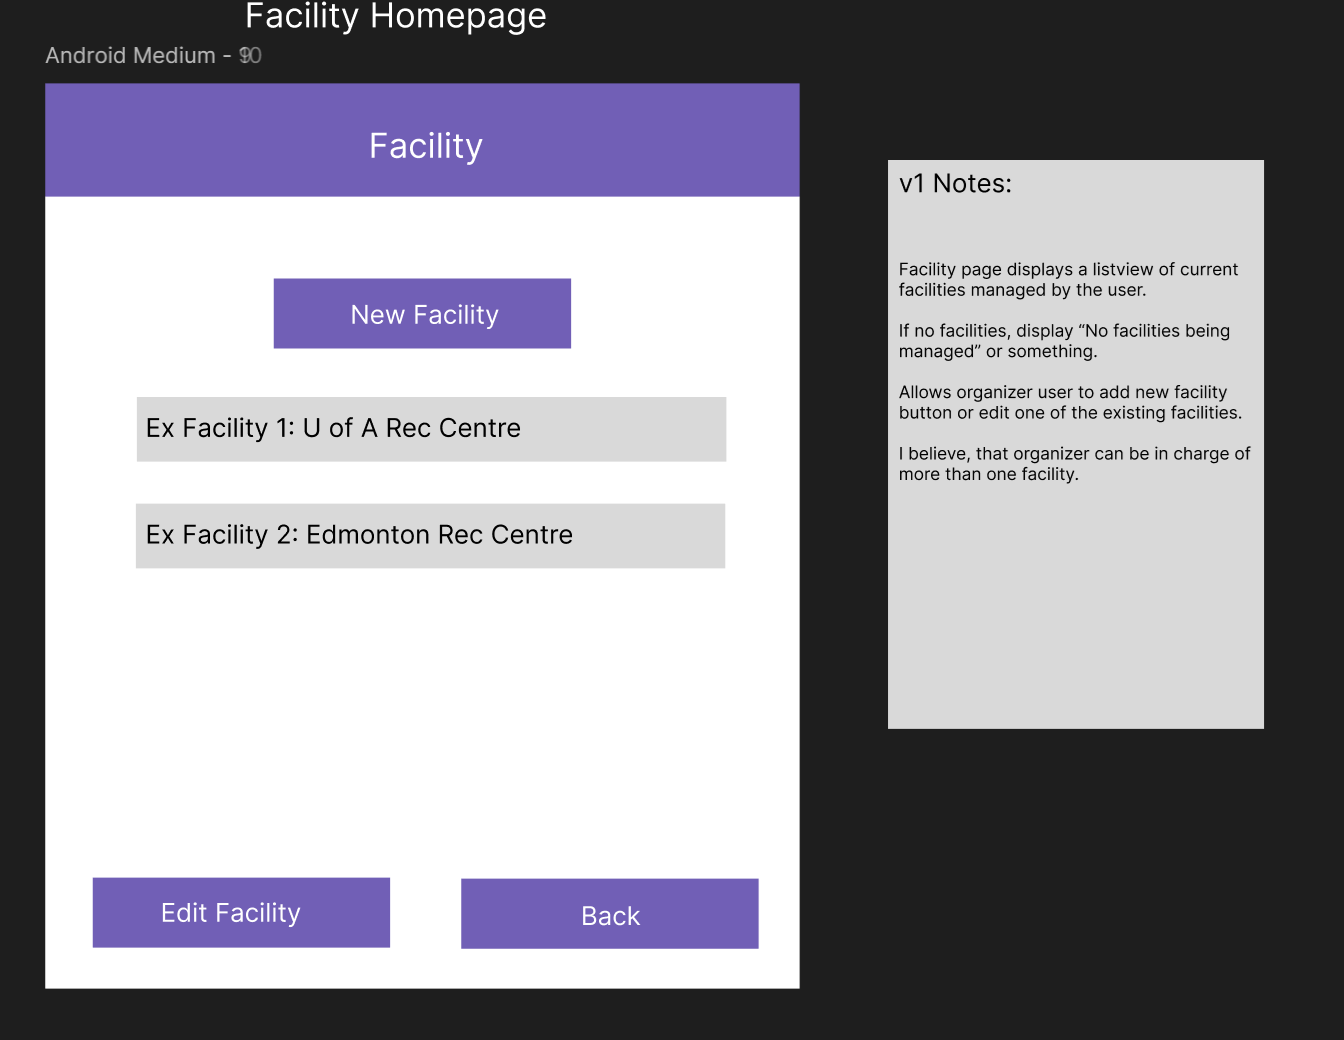 Facility Homepage
Android Medium -
Facility
New Facility
Ex Facility 1: U of A Rec Centre
Ex Facility 2: Edmonton Rec Centre
Edit Facility
Back
v1 Notes:
Facility page displays a listview of current
facilities managed by the user.
If no facilities, display “No facilities being
managed” or something.
Allows organizer user to add new facility
button or edit one of the existing facilities.
I believe, that organizer can be in charge of
more than one facility.